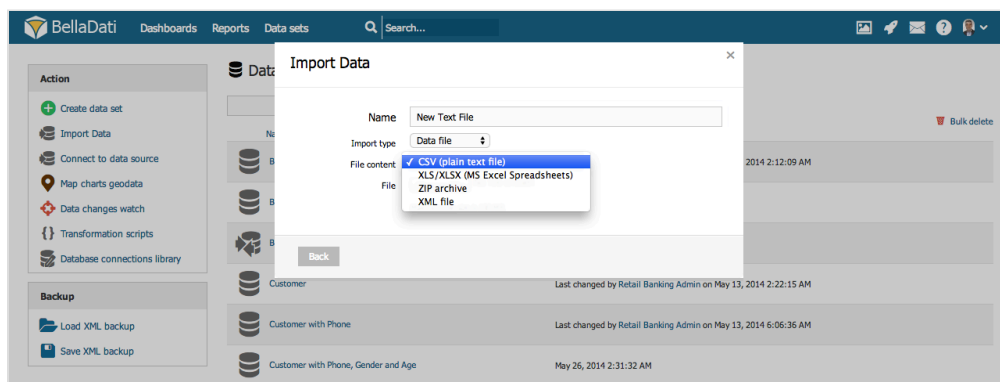 BellaDati Dashboards Reports Data sets Search...
Action
Create data set
Import Data
Connect to data source
Map charts geodata
Data changes watch
Transformation scripts
Database connections library
Backup
Load XML backup
Save XML backup
Bulk delete
Import Data
Name New Text File
Import type Data file
File content CSV (plain text file)
XLS/XLSX (MS Excel Spreadsheets)
ZIP archive
XML file
File
Back
2014 2:12:09 AM
Customer Last changed by Retail Banking Admin on May 13, 2014 2:22:15 AM
Customer with Phone Last changed by Retail Banking Admin on May 13, 2014 6:06:36 AM
Customer with Phone, Gender and Age May 26, 2014 2:31:32 AM